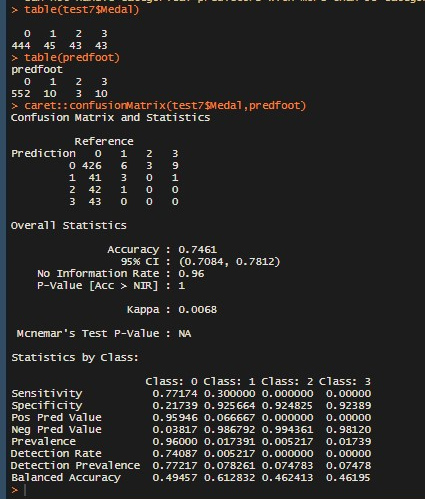 > table(test7$Medal)
0 1 2 3
444 45 43 43
> table(predfoot)
predfoot
0 1 2 3
552 10 3 10
> caret::confusionMatrix(test7$Medal,predfoot)
Confusion Matrix and Statistics
Reference
Prediction 0 1 2 3
0 426 6 3 9
1 41 3 0 1
2 42 1 0 0
3 43 0 0 0
Overall Statistics
Accuracy : 0.7461
95% CI : (0.7084, 0.7812)
No Information Rate : 0.96
P-Value [Acc > NIR] : 1
Kappa : 0.0068
Mcnemar's Test P-Value : NA
Statistics by Class:
Class: 0 Class: 1 Class: 2 Class: 3
Sensitivity 0.77174 0.300000 0.000000 0.00000
Specificity 0.21739 0.925664 0.924825 0.92389
Pos Pred Value 0.95946 0.066667 0.000000 0.00000
Neg Pred Value 0.03817 0.986792 0.994361 0.98120
Prevalence 0.96000 0.017391 0.005217 0.01739
Detection Rate 0.74087 0.005217 0.000000 0.00000
Detection Prevalence 0.77217 0.078261 0.074783 0.07478
Balanced Accuracy 0.49457 0.612832 0.462413 0.46195
>